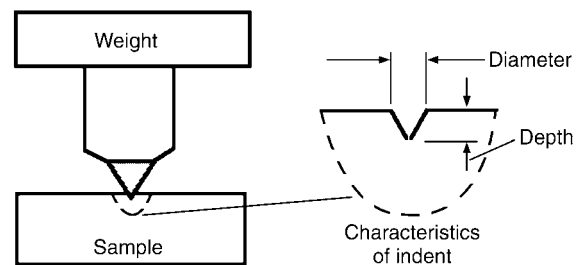 Weight
Diameter
Depth
Sample
Characteristics
of indent